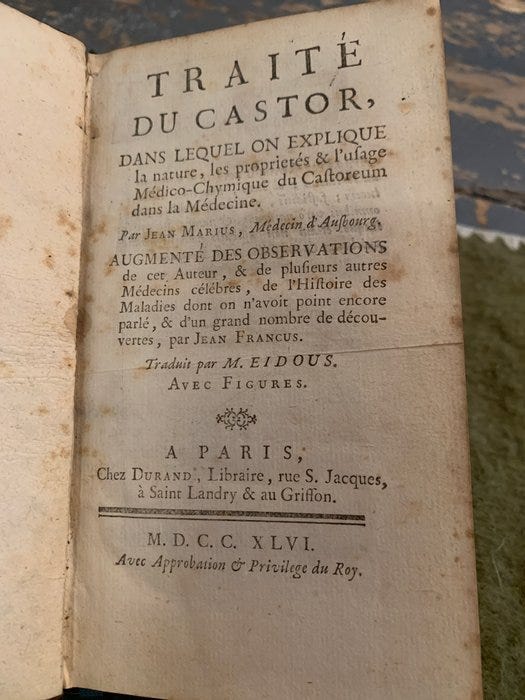 TRAITÉ
DU CASTOR,
DANS LEQUEL ON EXPLIQUE
la nature, les proprietés & l'usage
Médico-Chymique du Castoreum
dans la Médecine.
Par JEAN MARIUS, Médecin d'Ausbourg.
AUGMENTÉ DES OBSERVATIONS
de cet Auteur, & de plusieurs autres
Médecins célébres, de l'Histoire des
Maladies dont on n'avoit point encore
parlé, & d'un grand nombre de décou-
vertes, par JEAN FRANCUS.
Traduit par M. EIDOUS.
AVEC FIGURES.
A PARIS,
Chez DURAND, Libraire, rue S. Jacques,
à Saint Landry & au Griffon.
M. D. C. C. XLVI.
Avec Approbation & Privilege du Roy.